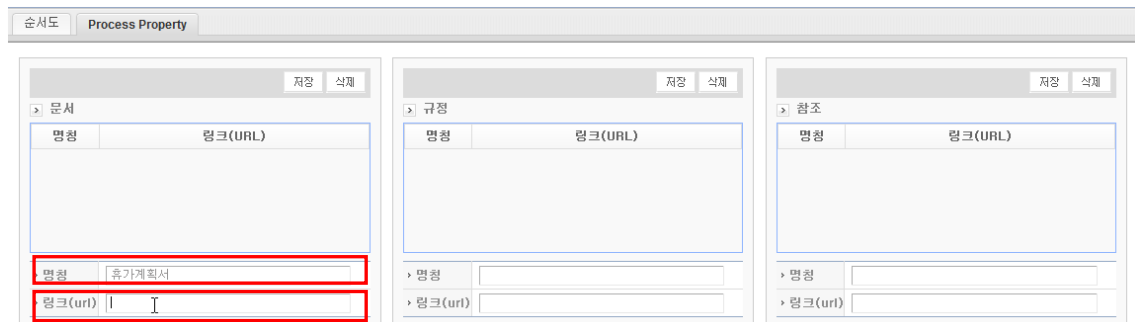 순서도 Process Property
저장 삭제 저장 삭제 저장 삭제
문서 규정 참조
명칭 링크(URL) 명칭 링크(URL) 명칭 링크(URL)
명칭 휴가계획서 명칭 명칭
링크(url) 링크(url) 링크(url)